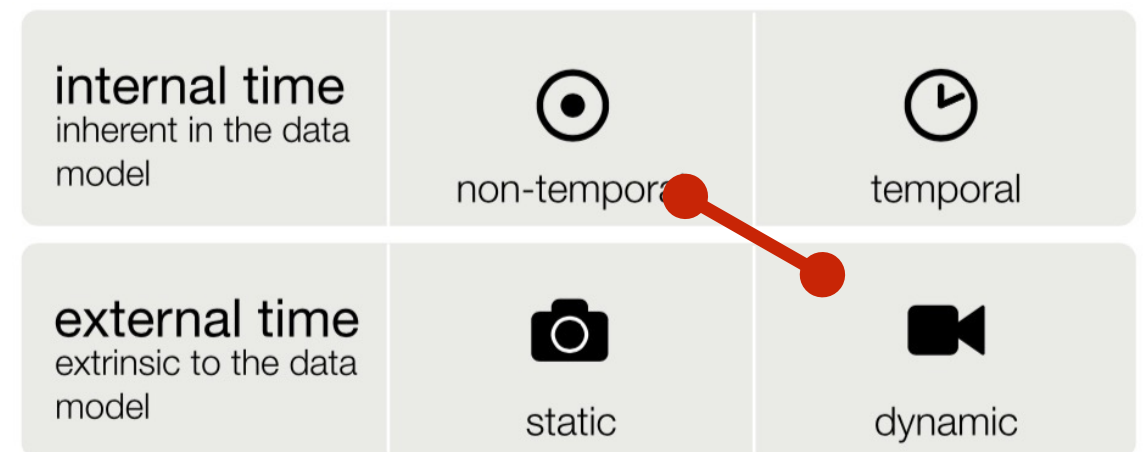 internal time
inherent in the data
model
non-tempora
temporal
external time
extrinsic to the data
model
static
dynamic